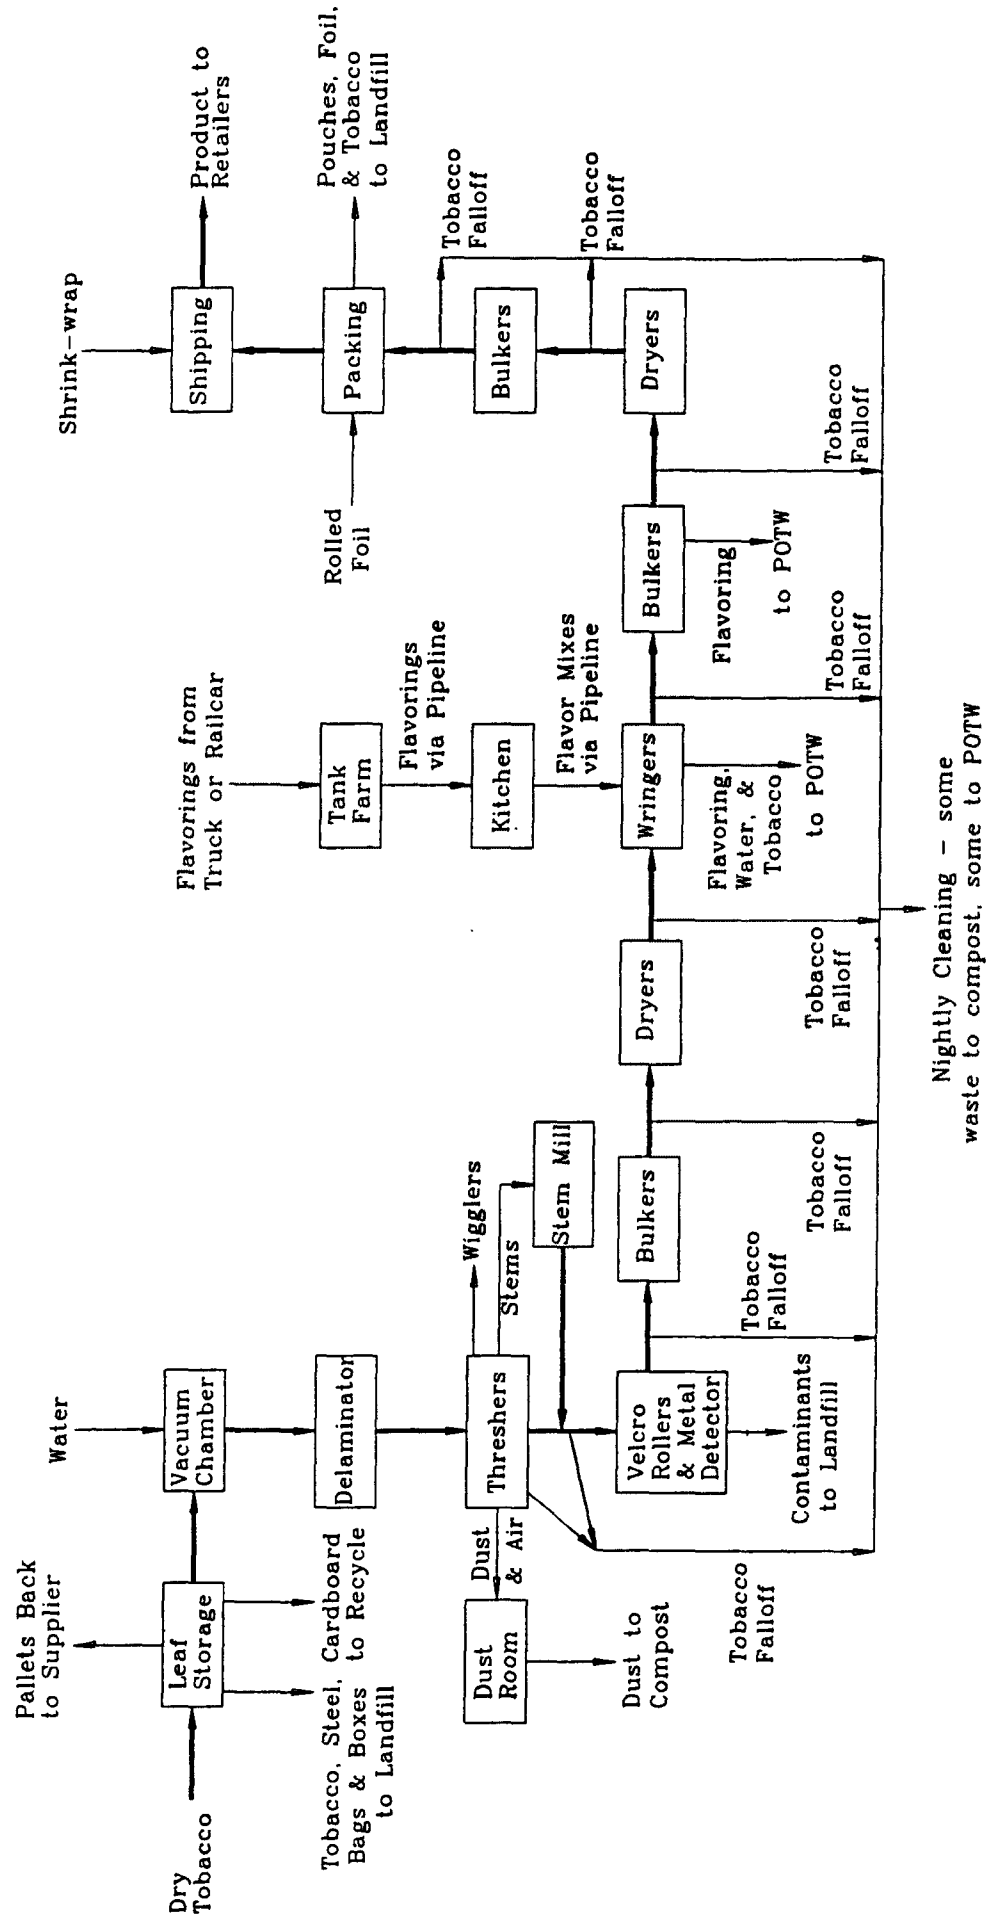 Dry
Tobacco
Pallets Back
to Supplier
Leaf
Storage
Tobacco, Steel,
Bags & Boxes
to Landfill
Cardboard
to Recycle
Water
Vacuum
Chamber
Delaminator
Threshers
Dust
& Air
Dust
Room
Dust to
Compost
Wigglers
Stems
Stem Mill
Velcro
Rollers
& Metal
Detector
Contaminants
to Landfill
Tobacco
Falloff
Tobacco
Falloff
Bulkers
Tobacco
Falloff
Dryers
Tobacco
Falloff
Flavorings from
Truck or Railcar
Tank
Farm
Flavorings
via Pipeline
Kitchen
Flavor Mixes
via Pipeline
Wringers
Flavoring,
Water, &
Tobacco
to POTW
Tobacco
Falloff
Bulkers
Flavoring
to POTW
Tobacco
Falloff
Dryers
Tobacco
Falloff
Bulkers
Tobacco
Falloff
Rolled
Foil
Packing
Pouches, Foil,
& Tobacco
to Landfill
Shrink-wrap
Shipping
Product to
Retailers
Nightly Cleaning - some
waste to compost, some to POTW